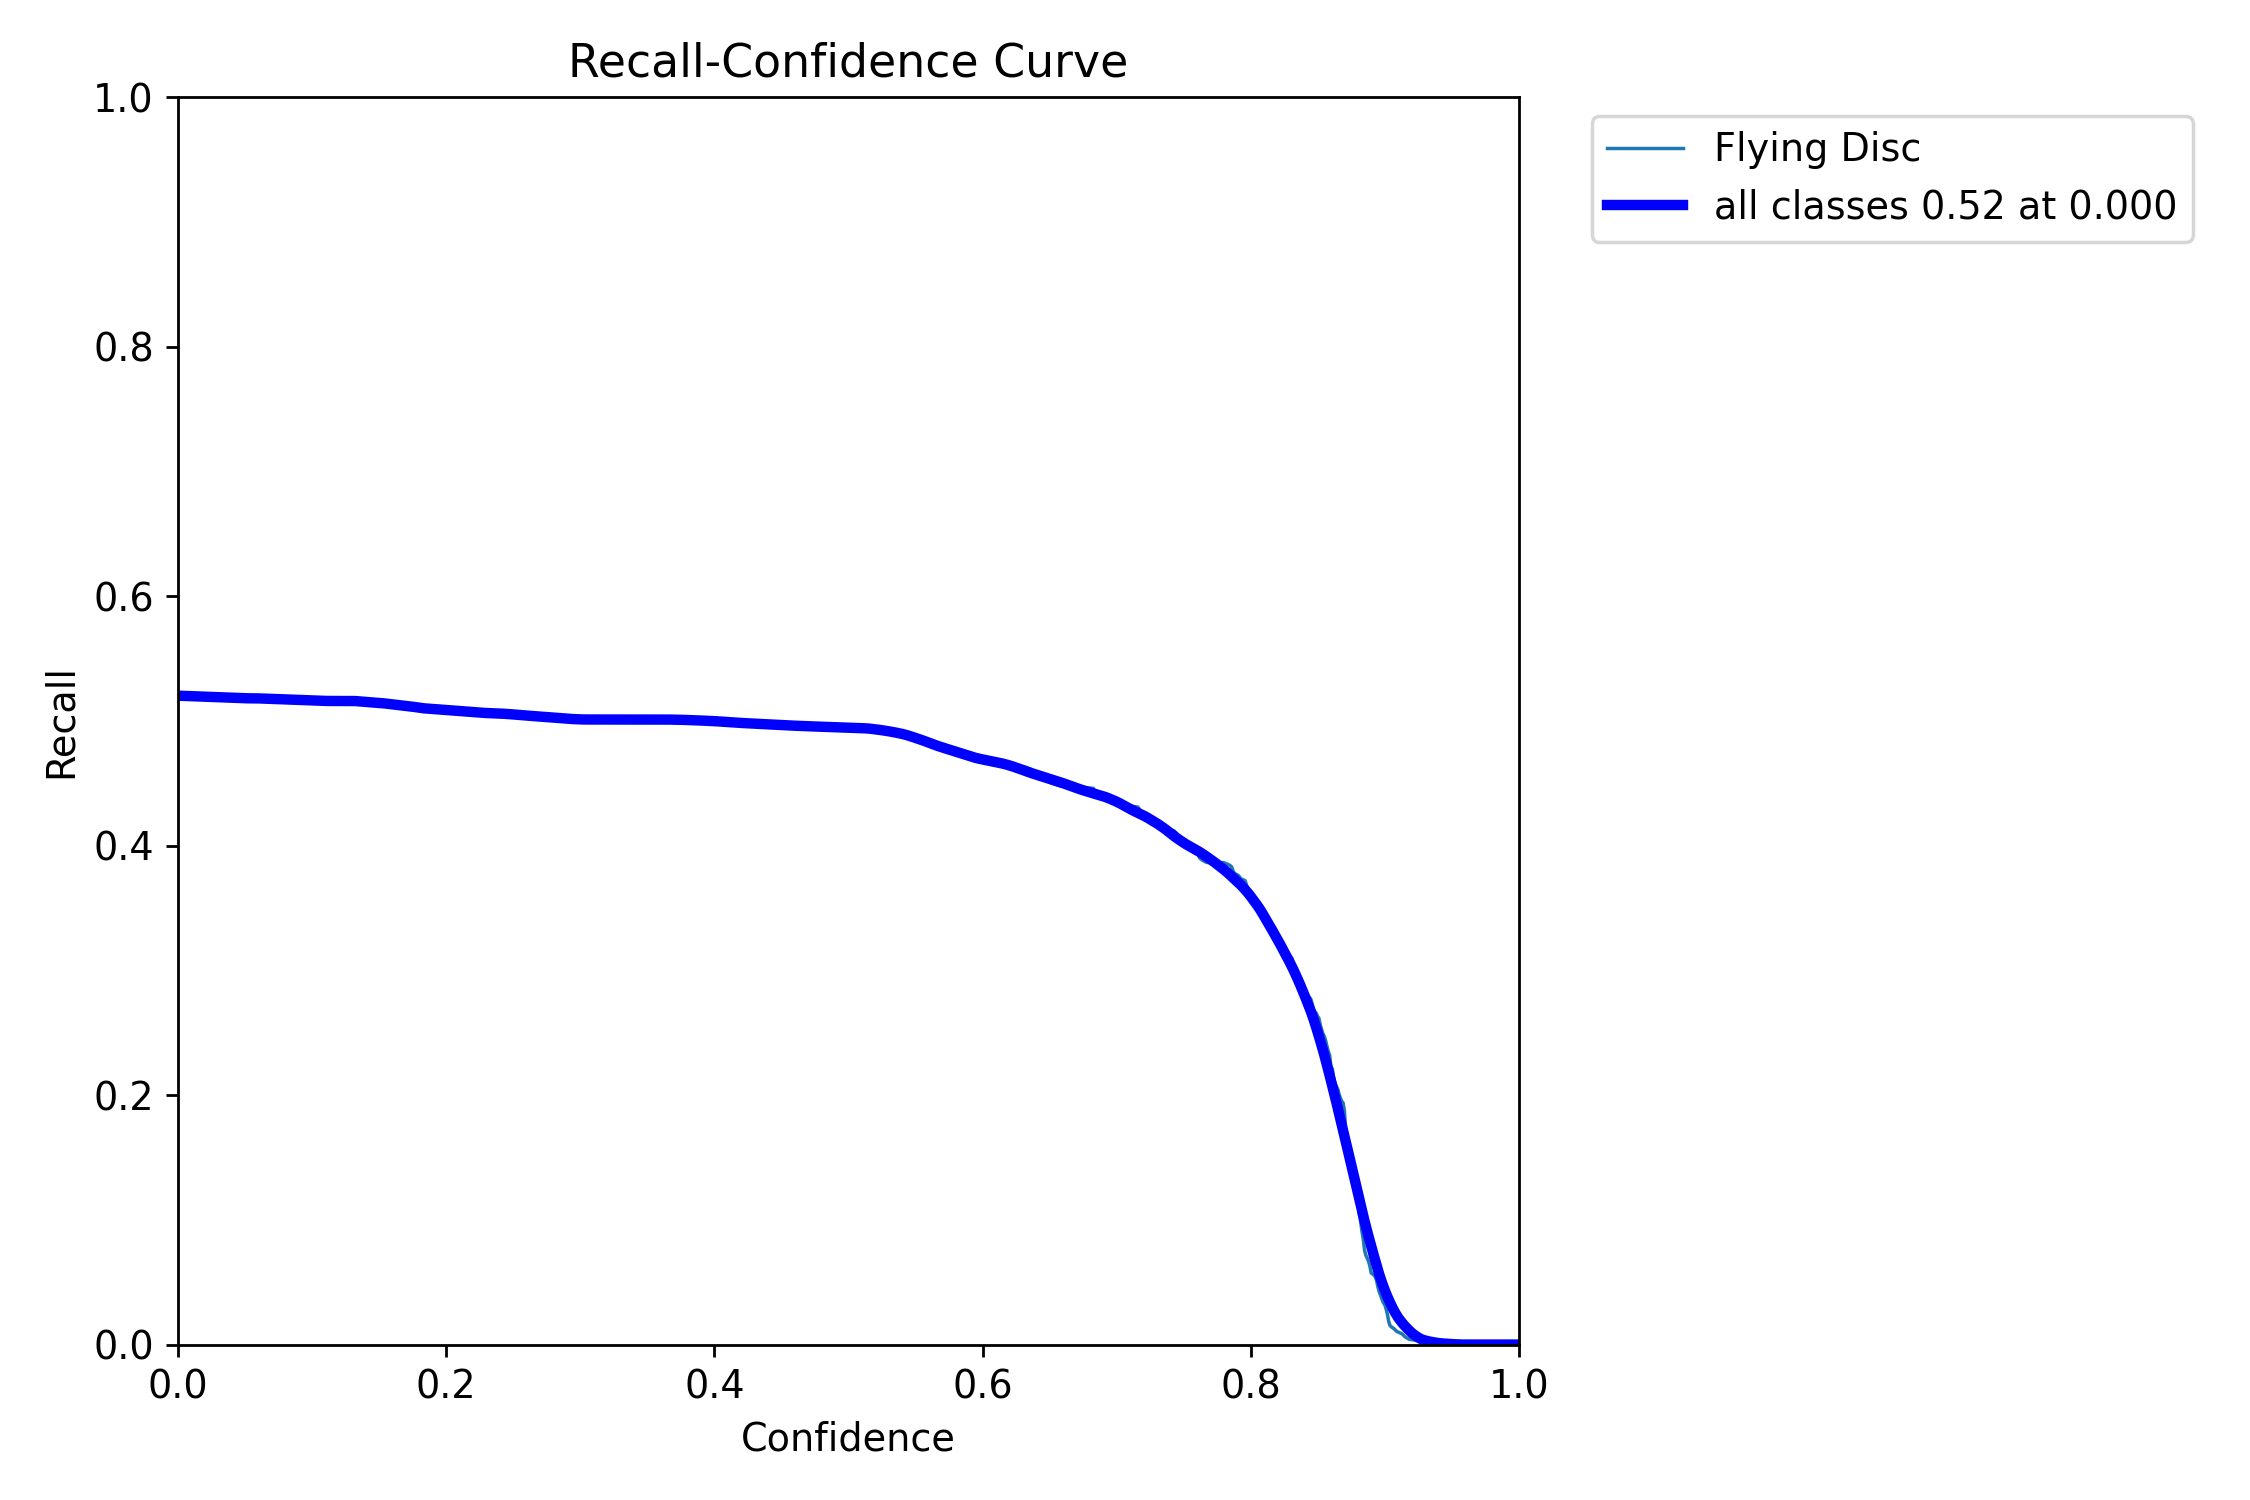 Recall-Confidence Curve
1.0
0.8
0.6
0.4
0.2
0.0
Recall
0.0 0.2 0.4 0.6 0.8 1.0
Confidence
Flying Disc
all classes 0.52 at 0.000